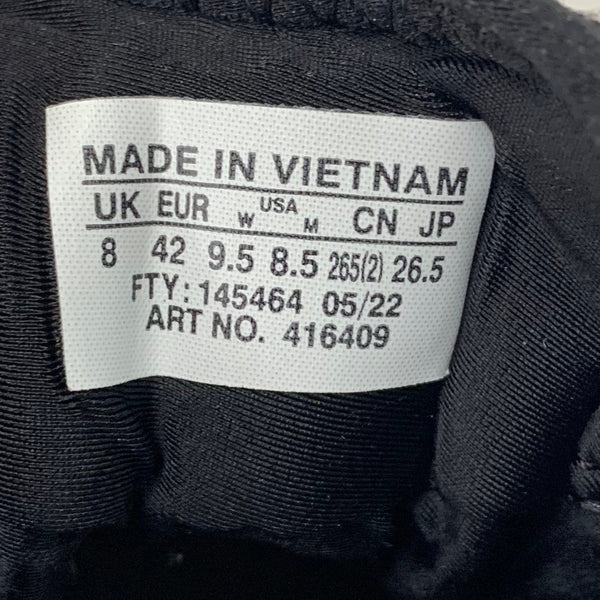 MADE IN VIETNAM
UK EUR W USA M CN JP
8 42 9.5 8.5 265(2) 26.5
FTY: 145464 05/22
ART NO. 416409